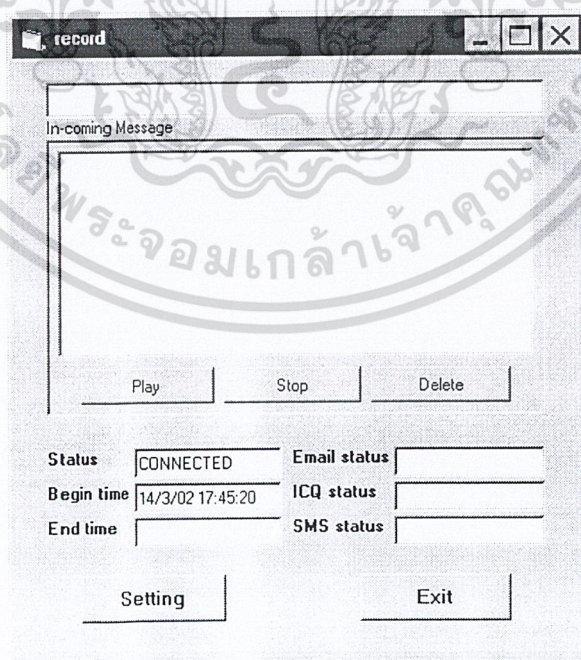 record
In-coming Message
พระจอมเกล้าเจ้าคุณ
Play Stop Delete
Status CONNECTED Email status
Begin time 14/3/02 17:45:20 ICQ status
End time SMS status
Setting Exit